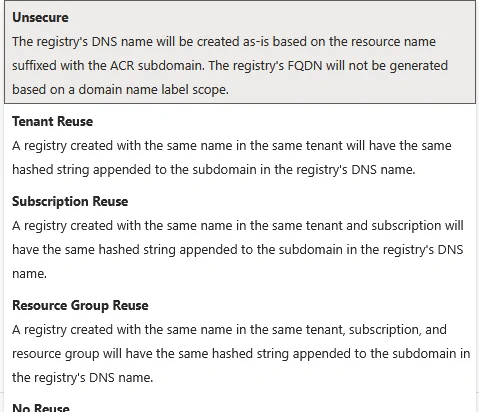 Unsecure
The registry's DNS name will be created as-is based on the resource name
suffixed with the ACR subdomain. The registry's FQDN will not be generated
based on a domain name label scope.
Tenant Reuse
A registry created with the same name in the same tenant will have the same
hashed string appended to the subdomain in the registry's DNS name.
Subscription Reuse
A registry created with the same name in the same tenant and subscription will
have the same hashed string appended to the subdomain in the registry's DNS
name.
Resource Group Reuse
A registry created with the same name in the same tenant, subscription, and
resource group will have the same hashed string appended to the subdomain in
the registry's DNS name.
No Reuse